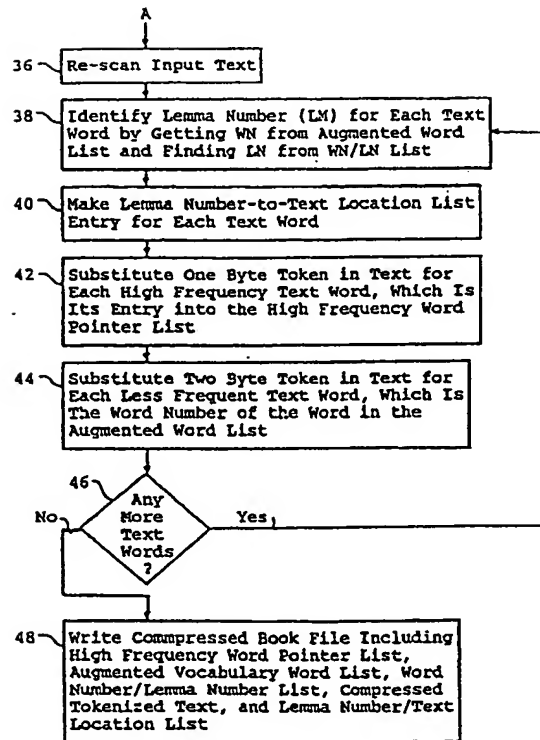 A
36 Re-scan Input Text
38 Identify Lemma Number (LM) for Each Text
Word by Getting WN from Augmented Word
List and Finding LN from WN/LN List
40 Make Lemma Number-to-Text Location List
Entry for Each Text Word
42 Substitute One Byte Token in Text for
Each High Frequency Text Word, Which Is
Its Entry into the High Frequency Word
Pointer List
44 Substitute Two Byte Token in Text for
Each Less Frequent Text Word, Which Is
The Word Number of the Word in the
Augmented Word List
46 Any
More
Text
Words
?
No
Yes
48 Write Commpressed Book File Including
High Frequency Word Pointer List,
Augmented Vocabulary Word List, Word
Number/Lemma Number List, Compressed
Tokenized Text, and Lemma Number/Text
Location List